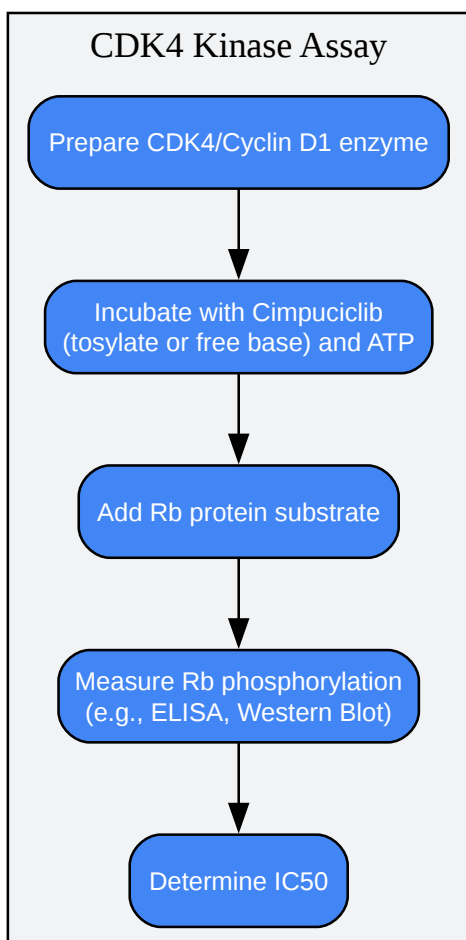 CDK4 Kinase Assay
Prepare CDK4/Cyclin D1 enzyme
Incubate with Cimpuciclib
(tosylate or free base) and ATP
Add Rb protein substrate
Measure Rb phosphorylation
(e.g., ELISA, Western Blot)
Determine IC50